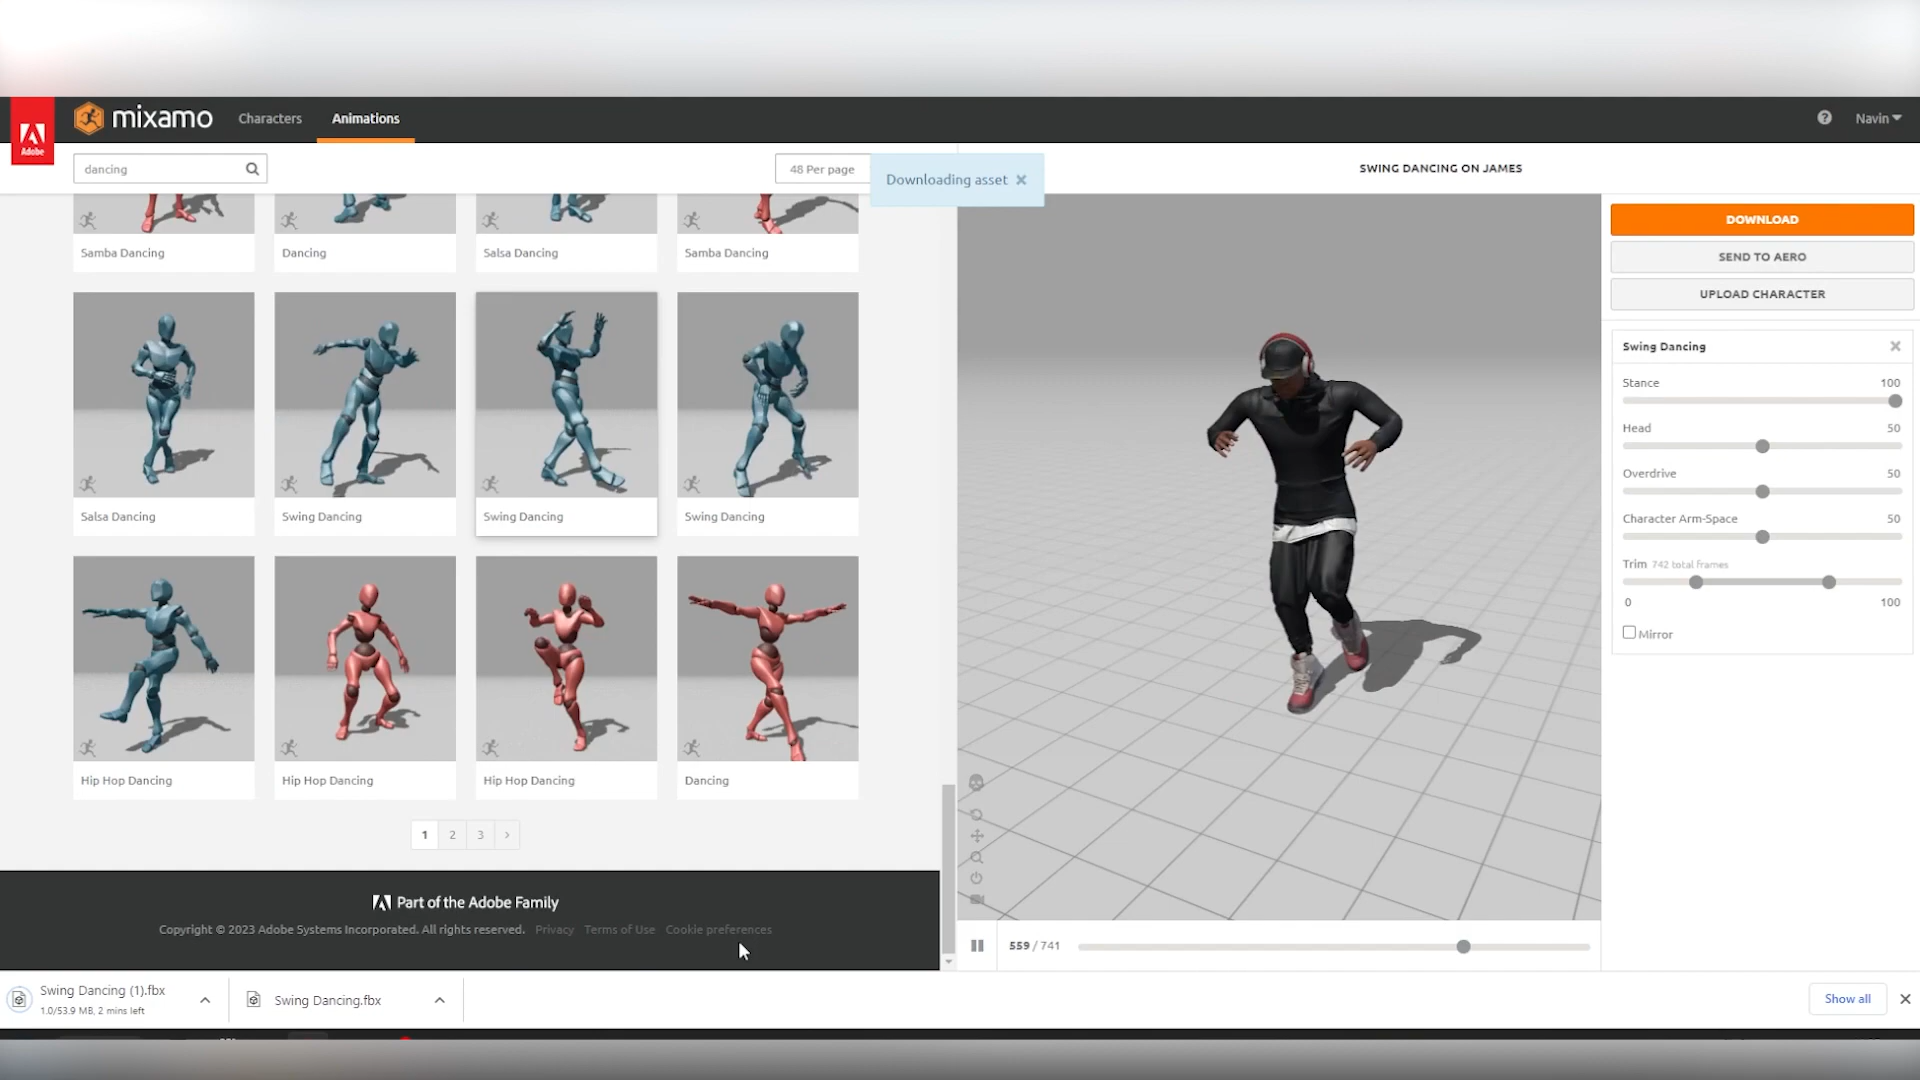 Adobe
mixamo
Characters
Animations
Navin
dancing
48 Per page
Downloading asset
SWING DANCING ON JAMES
Samba Dancing
Dancing
Salsa Dancing
Samba Dancing
Salsa Dancing
Swing Dancing
Swing Dancing
Swing Dancing
Hip Hop Dancing
Hip Hop Dancing
Hip Hop Dancing
Dancing
1 2 3 >
Part of the Adobe Family
Copyright © 2023 Adobe Systems Incorporated. All rights reserved. Privacy Terms of Use Cookie preferences
559 / 741
DOWNLOAD
SEND TO AERO
UPLOAD CHARACTER
Swing Dancing
Stance 100
Head 50
Overdrive 50
Character Arm-Space 50
Trim 742 total frames
0 100
Mirror
Swing Dancing (1).fbx
1.0/53.9 MB, 2 mins left
Swing Dancing.fbx
Show all